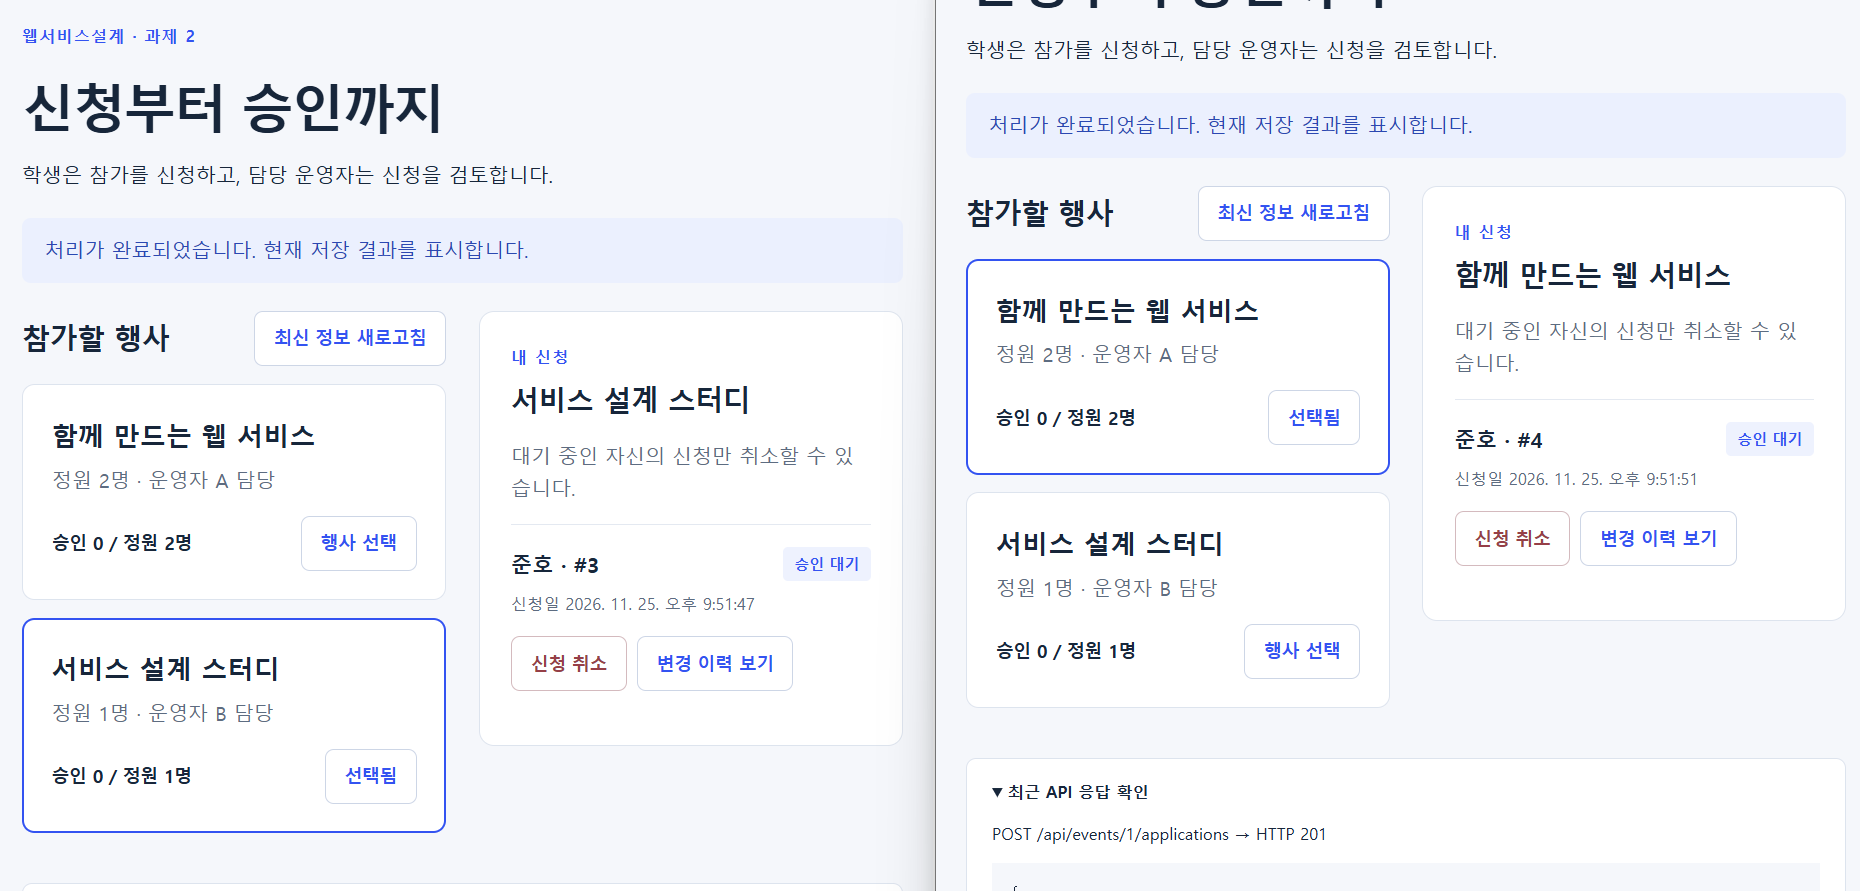 웹서비스설계 · 과제 2
신청부터 승인까지
학생은 참가를 신청하고, 담당 운영자는 신청을 검토합니다.
처리가 완료되었습니다. 현재 저장 결과를 표시합니다.
참가할 행사
최신 정보 새로고침
함께 만드는 웹 서비스
정원 2명 · 운영자 A 담당
승인 0 / 정원 2명
행사 선택
서비스 설계 스터디
정원 1명 · 운영자 B 담당
승인 0 / 정원 1명
선택됨
내 신청
서비스 설계 스터디
대기 중인 자신의 신청만 취소할 수 있
습니다.
준호 · #3
승인 대기
신청일 2026. 11. 25. 오후 9:51:47
신청 취소
변경 이력 보기
학생은 참가를 신청하고, 담당 운영자는 신청을 검토합니다.
처리가 완료되었습니다. 현재 저장 결과를 표시합니다.
참가할 행사
최신 정보 새로고침
함께 만드는 웹 서비스
정원 2명 · 운영자 A 담당
승인 0 / 정원 2명
선택됨
서비스 설계 스터디
정원 1명 · 운영자 B 담당
승인 0 / 정원 1명
행사 선택
내 신청
함께 만드는 웹 서비스
대기 중인 자신의 신청만 취소할 수 있
습니다.
준호 · #4
승인 대기
신청일 2026. 11. 25. 오후 9:51:51
신청 취소
변경 이력 보기
▼ 최근 API 응답 확인
POST /api/events/1/applications → HTTP 201